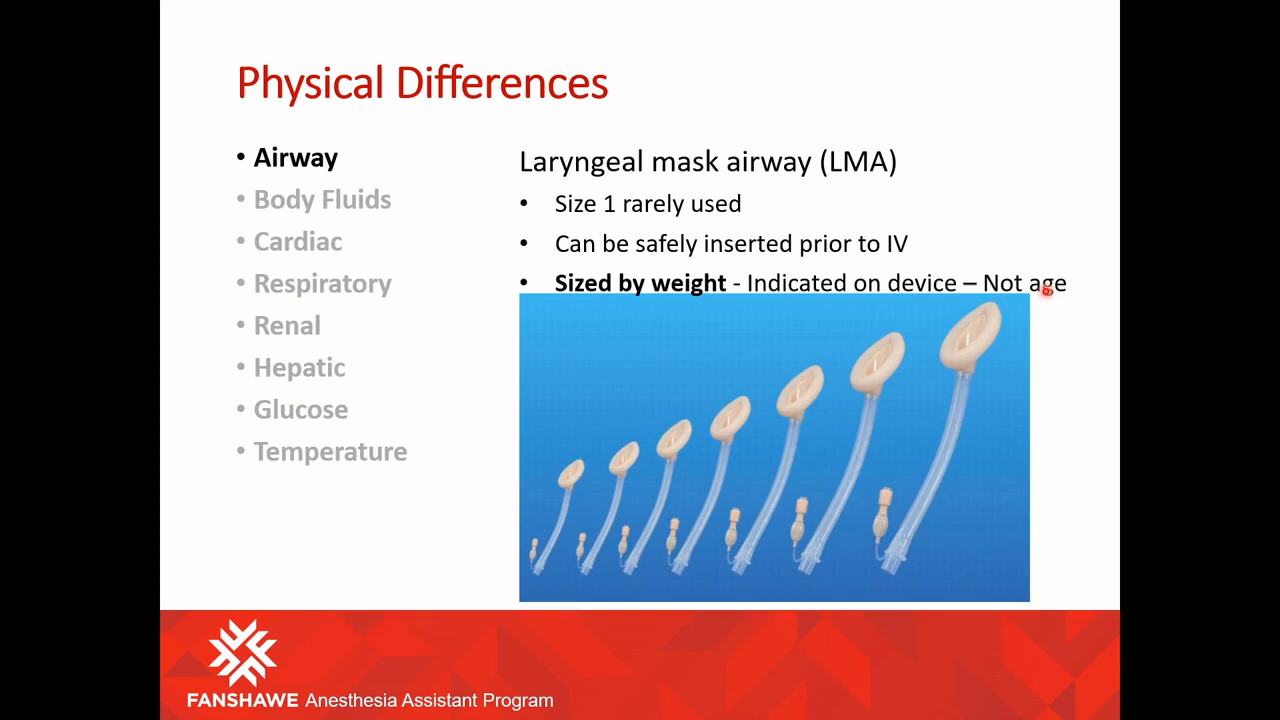 Physical Differences
• Airway
• Body Fluids
• Cardiac
• Respiratory
• Renal
• Hepatic
• Glucose
• Temperature
Laryngeal mask airway (LMA)
• Size 1 rarely used
• Can be safely inserted prior to IV
• Sized by weight - Indicated on device – Not age
FANSHAWE Anesthesia Assistant Program